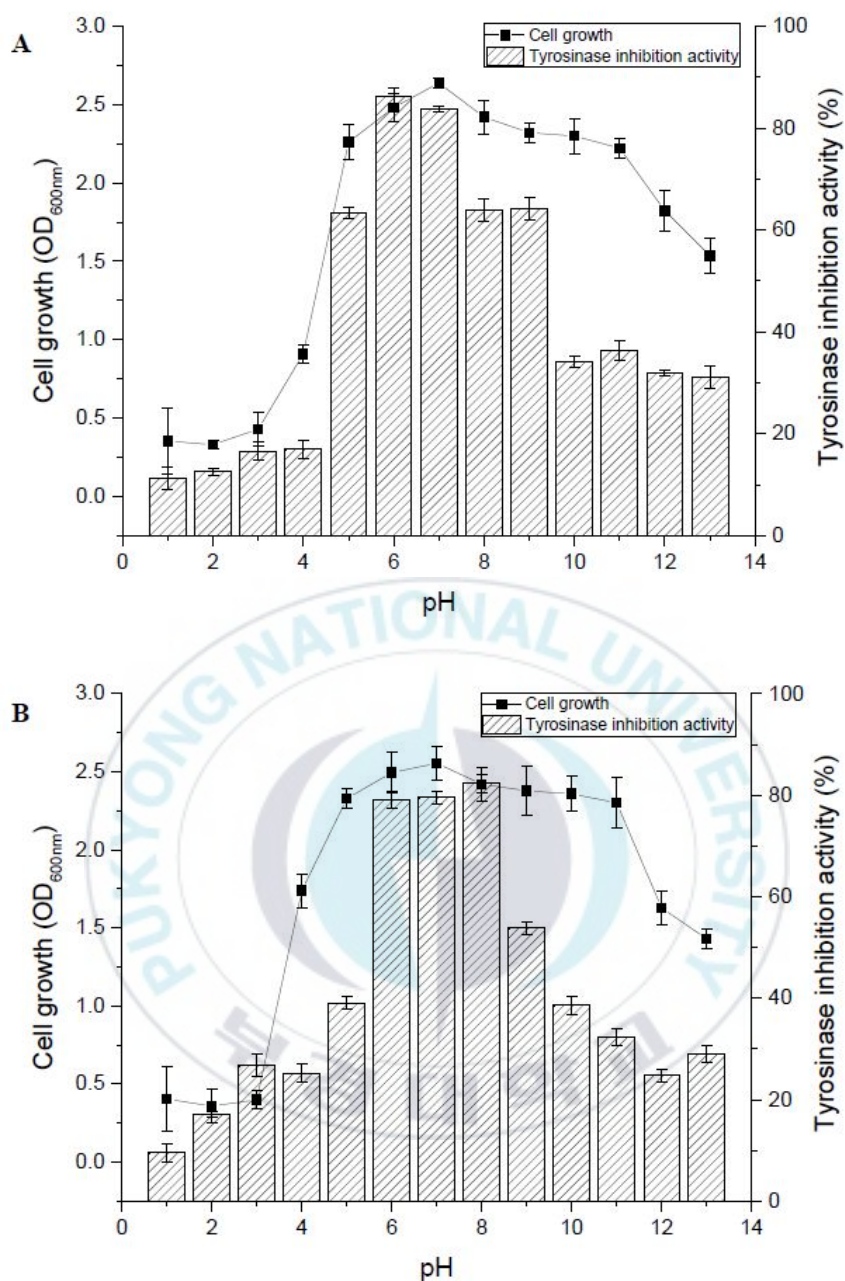 A
Cell growth
Tyrosinase inhibition activity
3.0
2.5
2.0
1.5
1.0
0.5
0.0
Cell growth (OD600nm)
100
80
60
40
20
0
Tyrosinase inhibition activity (%)
0 2 4 6 8 10 12 14
pH
PUKYONG NATIONAL UNIVERSITY
B
Cell growth
Tyrosinase inhibition activity
3.0
2.5
2.0
1.5
1.0
0.5
0.0
Cell growth (OD600nm)
100
80
60
40
20
0
Tyrosinase inhibition activity (%)
0 2 4 6 8 10 12 14
pH